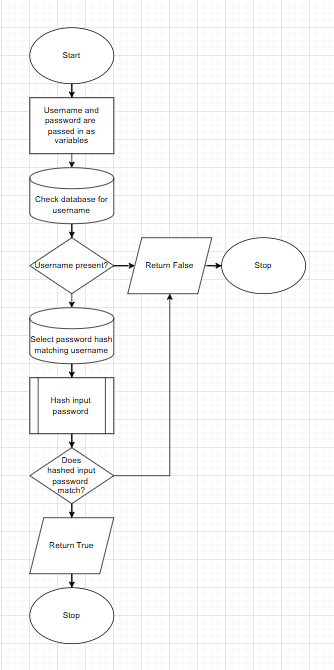 Start
Username and
password are
passed in as
variables
Check database for
username
Username present?
Return False
Stop
Select password hash
matching username
Hash input
password
Does
hashed input
password
match?
Return True
Stop